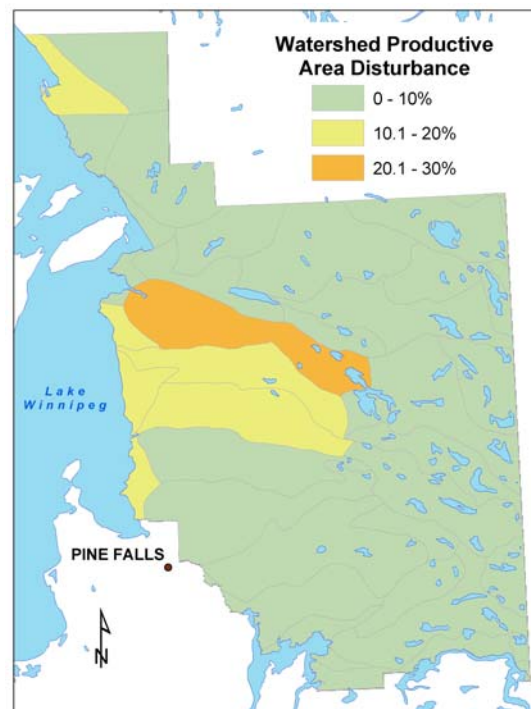 Watershed Productive
Area Disturbance
0 - 10%
10.1 - 20%
20.1 - 30%
Lake
Winnipeg
PINE FALLS
N